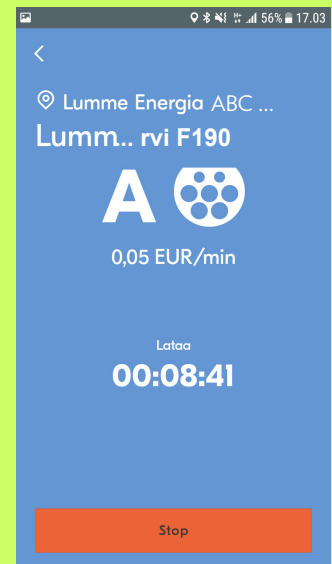 56% 17.03
Lumme Energia ABC ...
Lumm.. rvi F190
A
0,05 EUR/min
Lataa
00:08:41
Stop